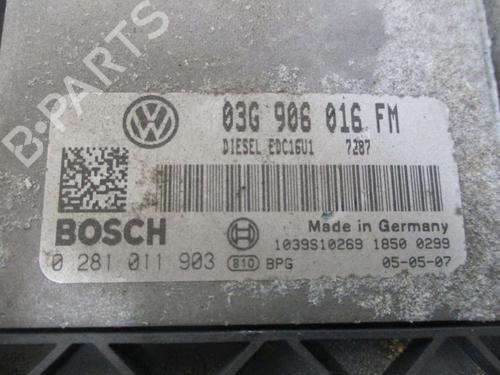 B-PARTS
03G 906 016 FM
DIESEL EDC16U1 7287
BOSCH
Made in Germany
1039S10269 1850 0299
0 281 011 903 810 BPG 05-05-07